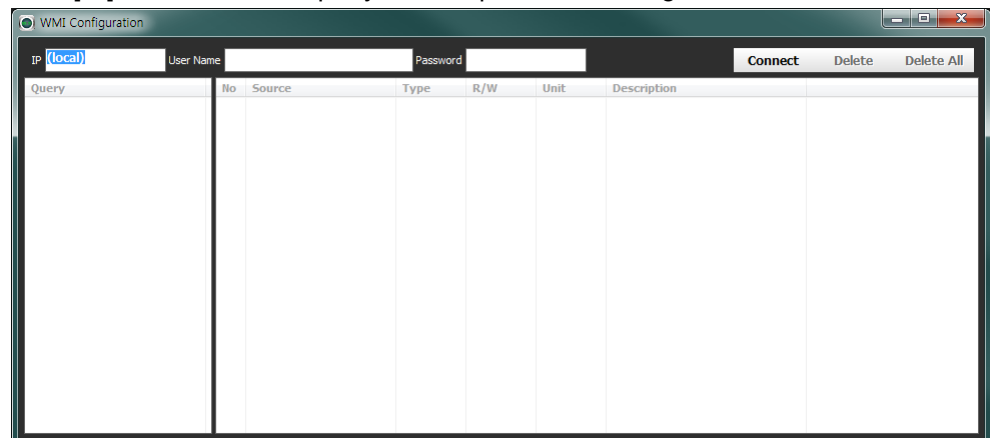 WMI Configuration
IP (local) User Name Password Connect Delete Delete All
Query No Source Type R/W Unit Description